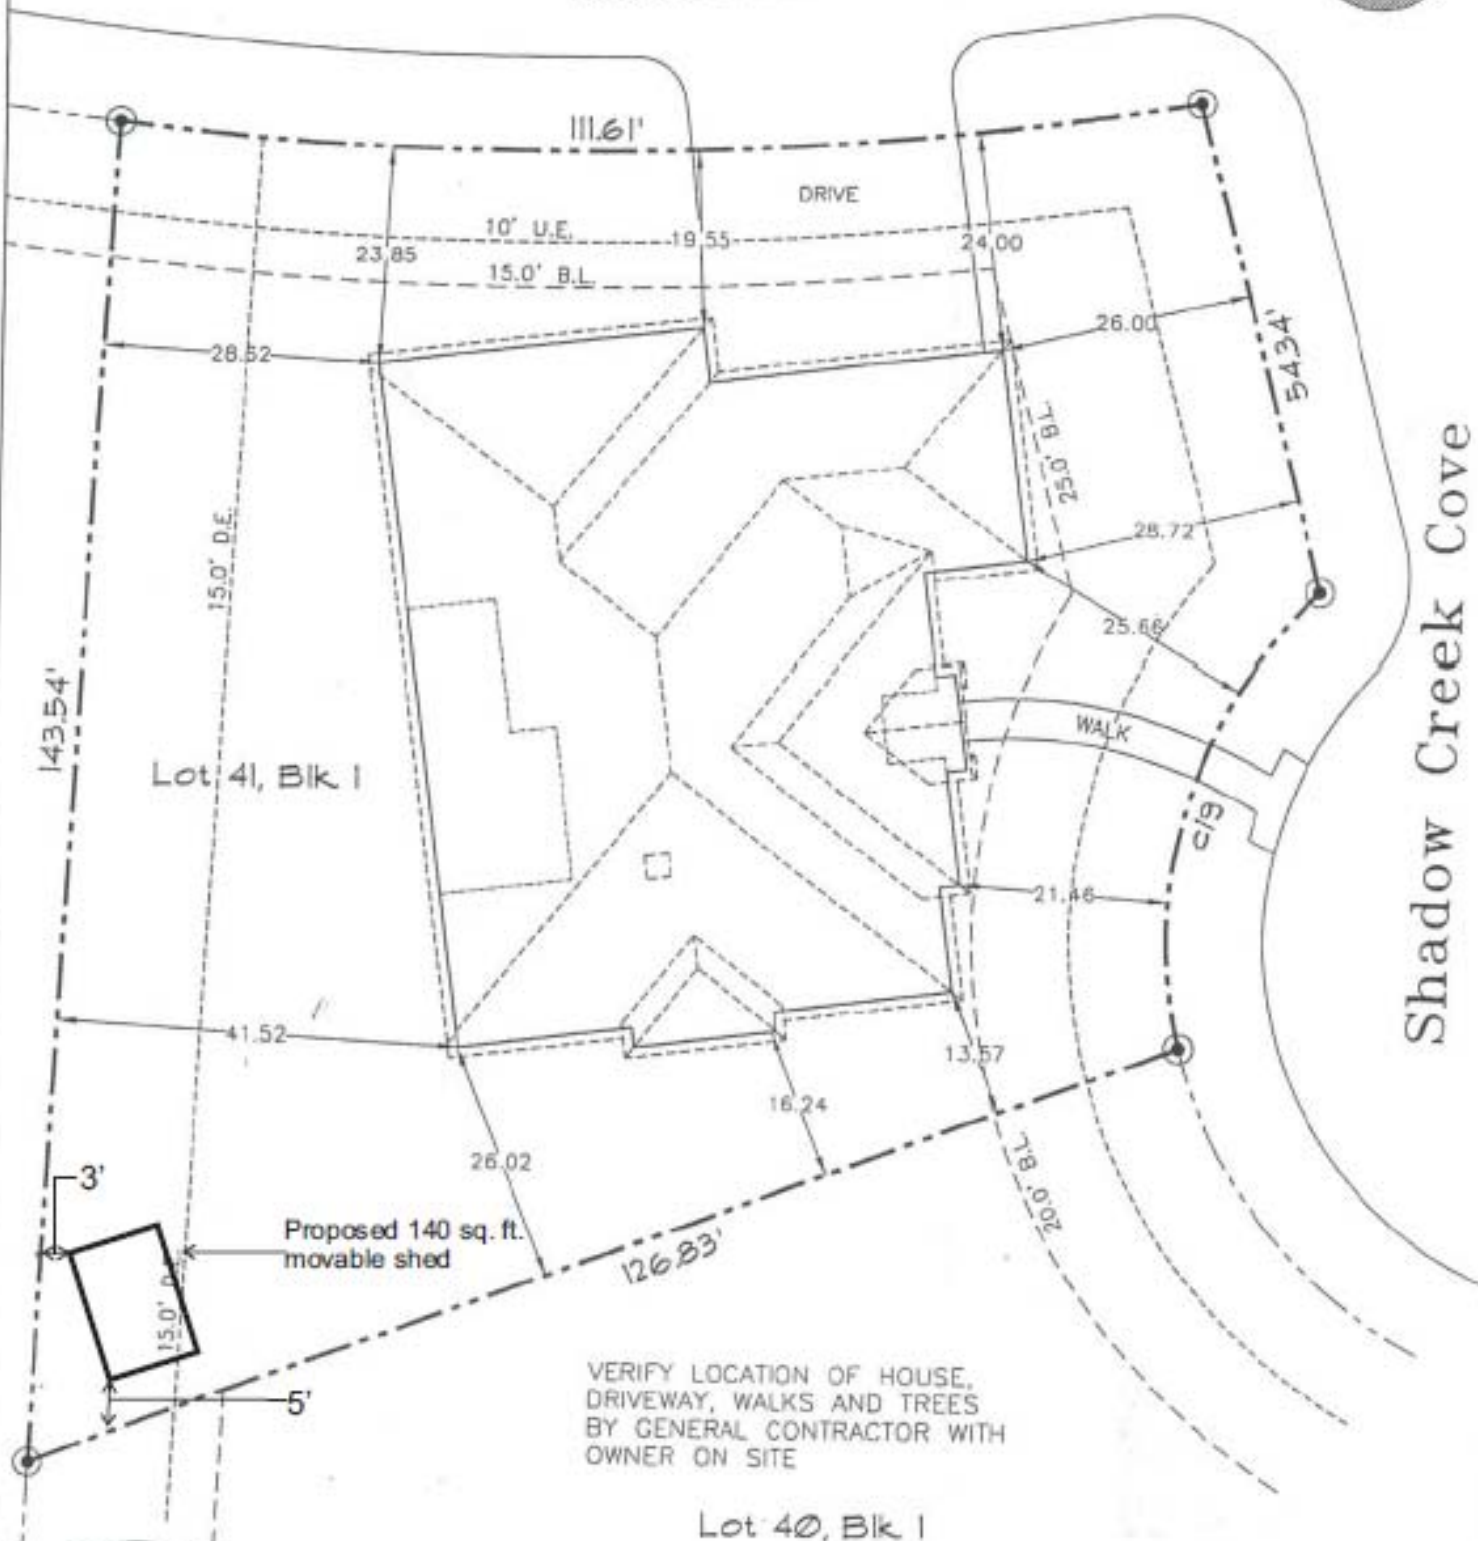 111.61'
DRIVE
10' U.E.
19.55
24.00
23.85
15.0' B.L.
26.00
28.52
54.34'
25.0' B.L.
15.0' D.E.
28.72
25.66
143.54'
WALK
Lot 41, Blk 1
Shadow Creek Cove
21.46
41.52
13.57
16.24
26.02
3'
20.0' B.L.
Proposed 140 sq. ft.
movable shed
126.83'
15.0' D.
5'
VERIFY LOCATION OF HOUSE,
DRIVEWAY, WALKS AND TREES
BY GENERAL CONTRACTOR WITH
OWNER ON SITE
Lot 40, Blk 1